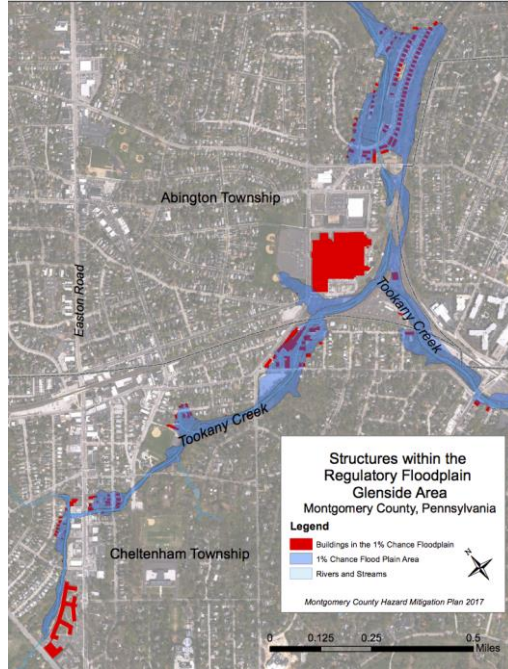 Abington Township
Easton Road
Tookany Creek
Tookany Creek
Cheltenham Township
Structures within the
Regulatory Floodplain
Glenside Area
Montgomery County, Pennsylvania
Legend
Buildings in the 1% Chance Floodplain
1% Chance Flood Plain Area
Rivers and Streams
N
Montgomery County Hazard Mitigation Plan 2017
0 0.125 0.25 0.5
Miles